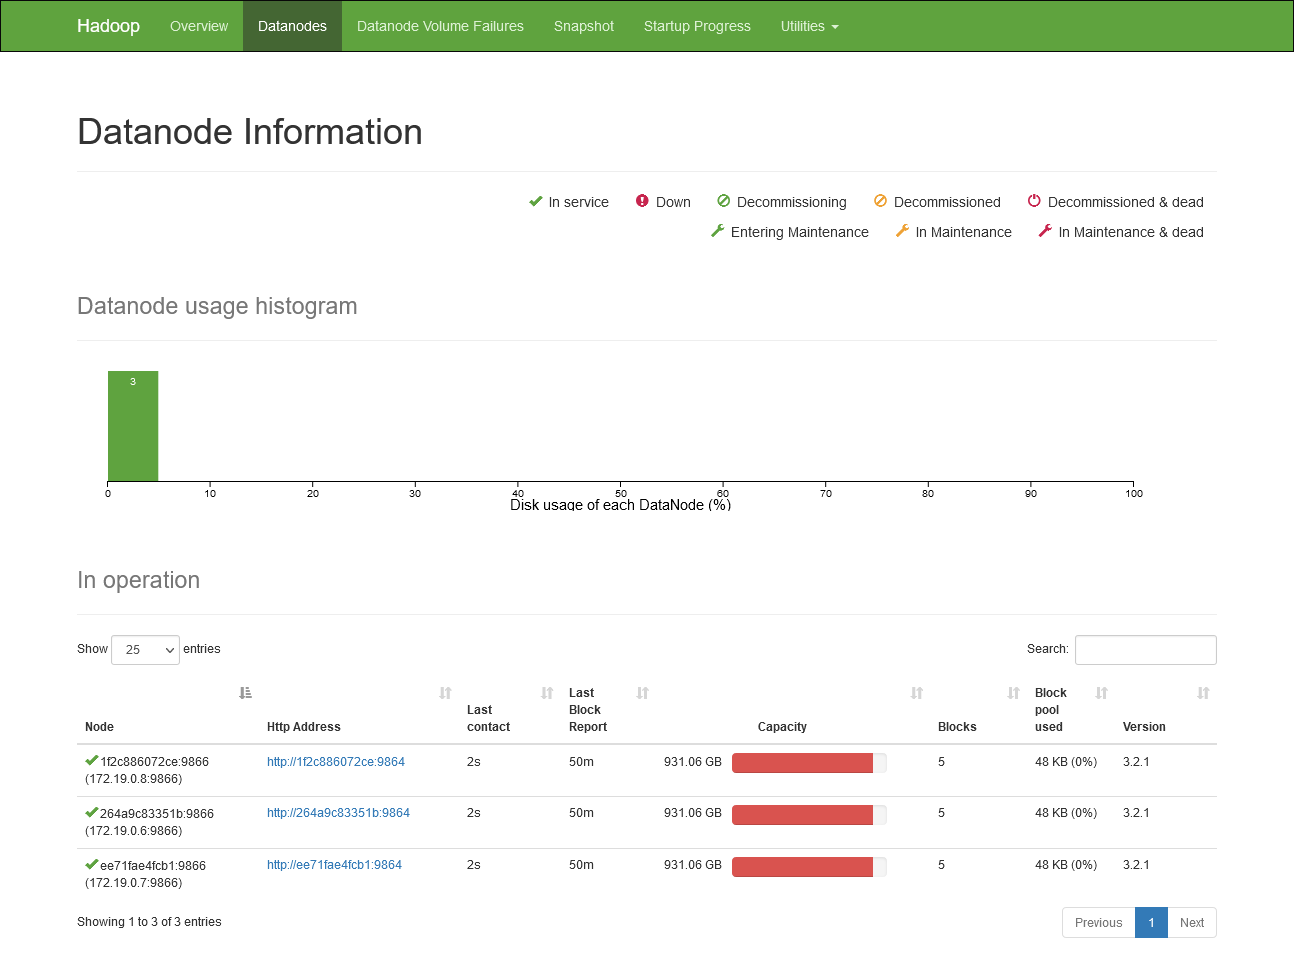 Hadoop Overview Datanodes Datanode Volume Failures Snapshot Startup Progress Utilities
Datanode Information
In service Down Decommissioning Decommissioned Decommissioned & dead
Entering Maintenance In Maintenance In Maintenance & dead
Datanode usage histogram
3
0 10 20 30 40 50 60 70 80 90 100
Disk usage of each DataNode (%)
In operation
Show 25 entries Search:
Node Http Address Last contact Last Block Report Capacity Blocks Block pool used Version
1f2c886072ce:9866 http://1f2c886072ce:9864 2s 50m 931.06 GB 5 48 KB (0%) 3.2.1
(172.19.0.8:9866)
264a9c83351b:9866 http://264a9c83351b:9864 2s 50m 931.06 GB 5 48 KB (0%) 3.2.1
(172.19.0.6:9866)
ee71fae4fcb1:9866 http://ee71fae4fcb1:9864 2s 50m 931.06 GB 5 48 KB (0%) 3.2.1
(172.19.0.7:9866)
Showing 1 to 3 of 3 entries Previous 1 Next